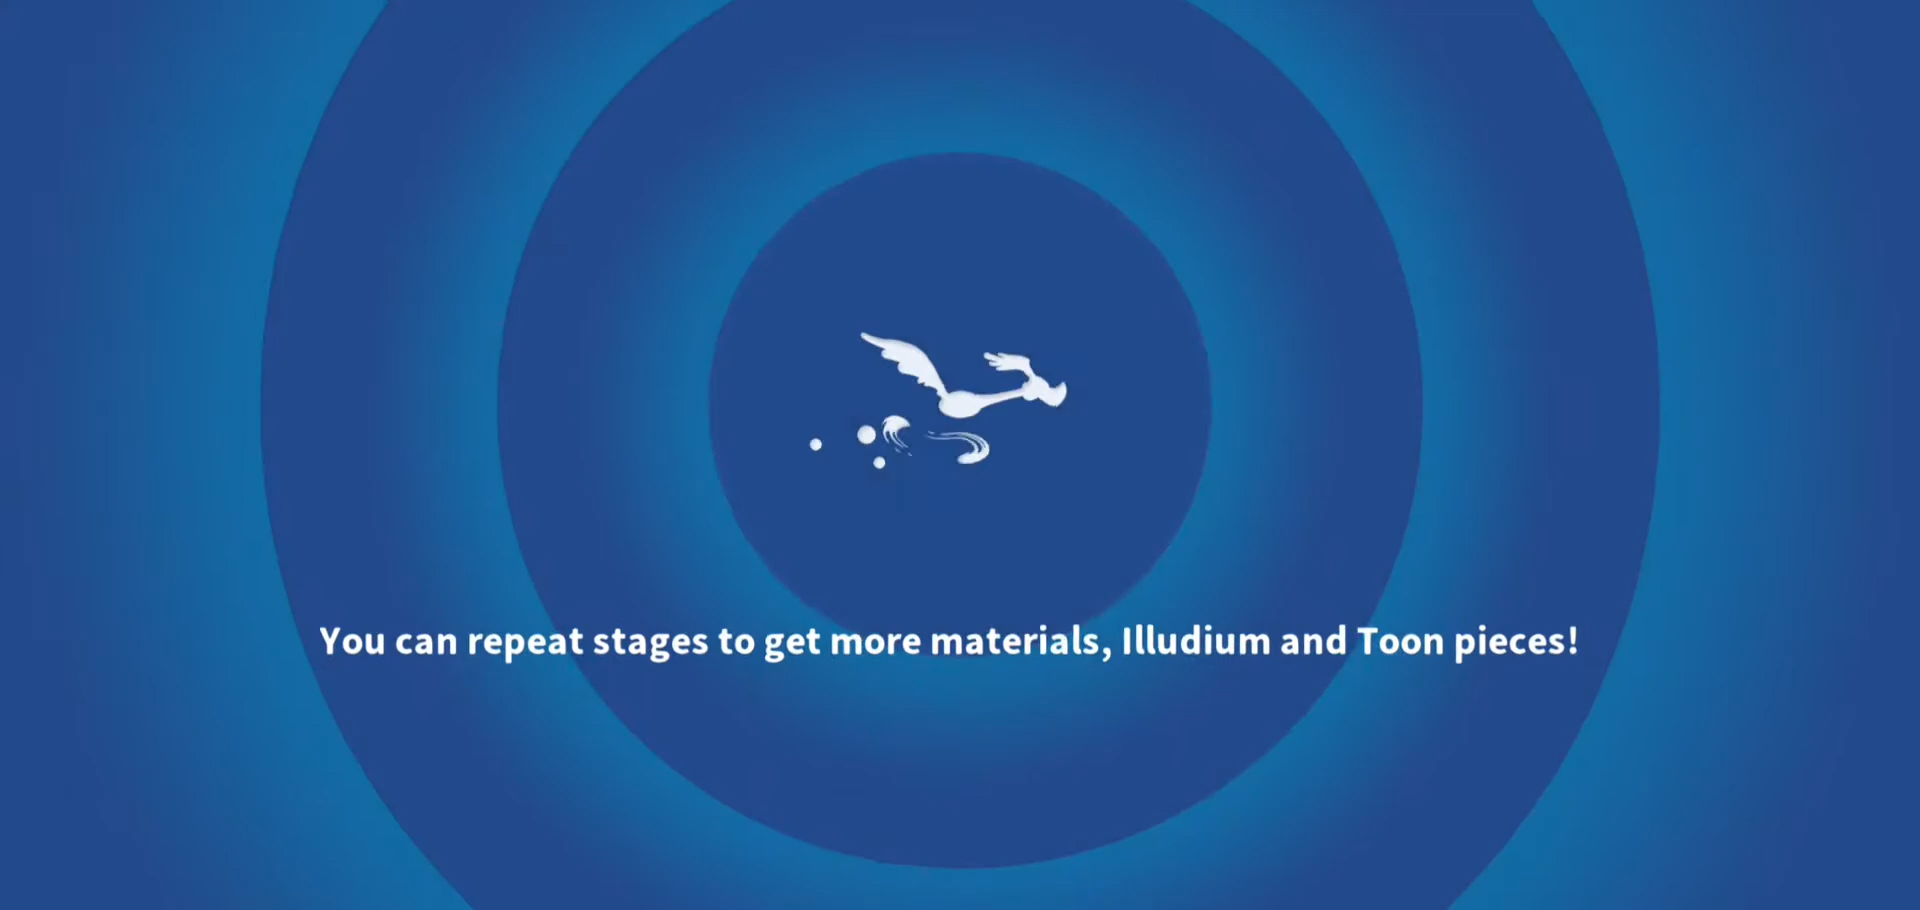 You can repeat stages to get more materials, Illudium and Toon pieces!